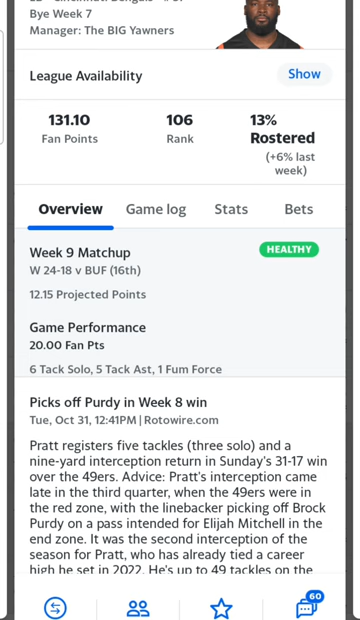 Bye Week 7
Manager: The BIG Yawners
League Availability
Show
131.10
Fan Points
106
Rank
13%
Rostered
(+6% last
week)
Overview
Game log
Stats
Bets
Week 9 Matchup
HEALTHY
W 24-18 v BUF (16th)
12.15 Projected Points
Game Performance
20.00 Fan Pts
6 Tack Solo, 5 Tack Ast, 1 Fum Force
Picks off Purdy in Week 8 win
Tue, Oct 31, 12:41PM | Rotowire.com
Pratt registers five tackles (three solo) and a
nine-yard interception return in Sunday's 31-17 win
over the 49ers. Advice: Pratt's interception came
late in the third quarter, when the 49ers were in
the red zone, with the linebacker picking off Brock
Purdy on a pass intended for Elijah Mitchell in the
end zone. It was the second interception of the
season for Pratt, who has already tied a career
high he set in 2022. He's up to 49 tackles on the
60